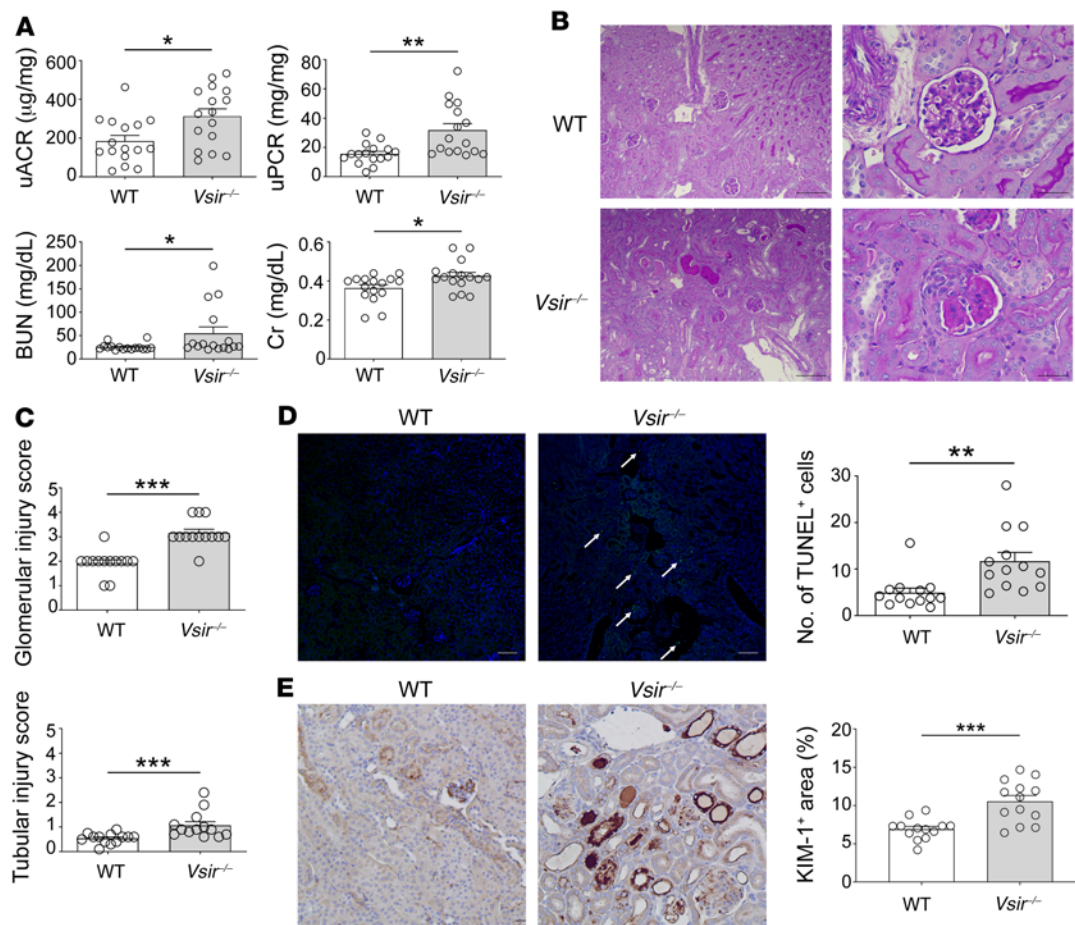 A
*
uACR (µg/mg)
600
400
200
0
WT
Vsir–/–
**
uPCR (mg/mg)
80
60
40
20
0
WT
Vsir–/–
*
BUN (mg/dL)
250
200
150
100
50
0
WT
Vsir–/–
*
Cr (mg/dL)
0.6
0.4
0.2
0
WT
Vsir–/–
B
WT
Vsir–/–
C
***
Glomerular injury score
5
4
3
2
1
0
WT
Vsir–/–
***
Tubular injury score
5
4
3
2
1
0
WT
Vsir–/–
D
WT
Vsir–/–
**
No. of TUNEL+ cells
30
20
10
0
WT
Vsir–/–
E
WT
Vsir–/–
***
KIM-1+ area (%)
20
15
10
5
0
WT
Vsir–/–